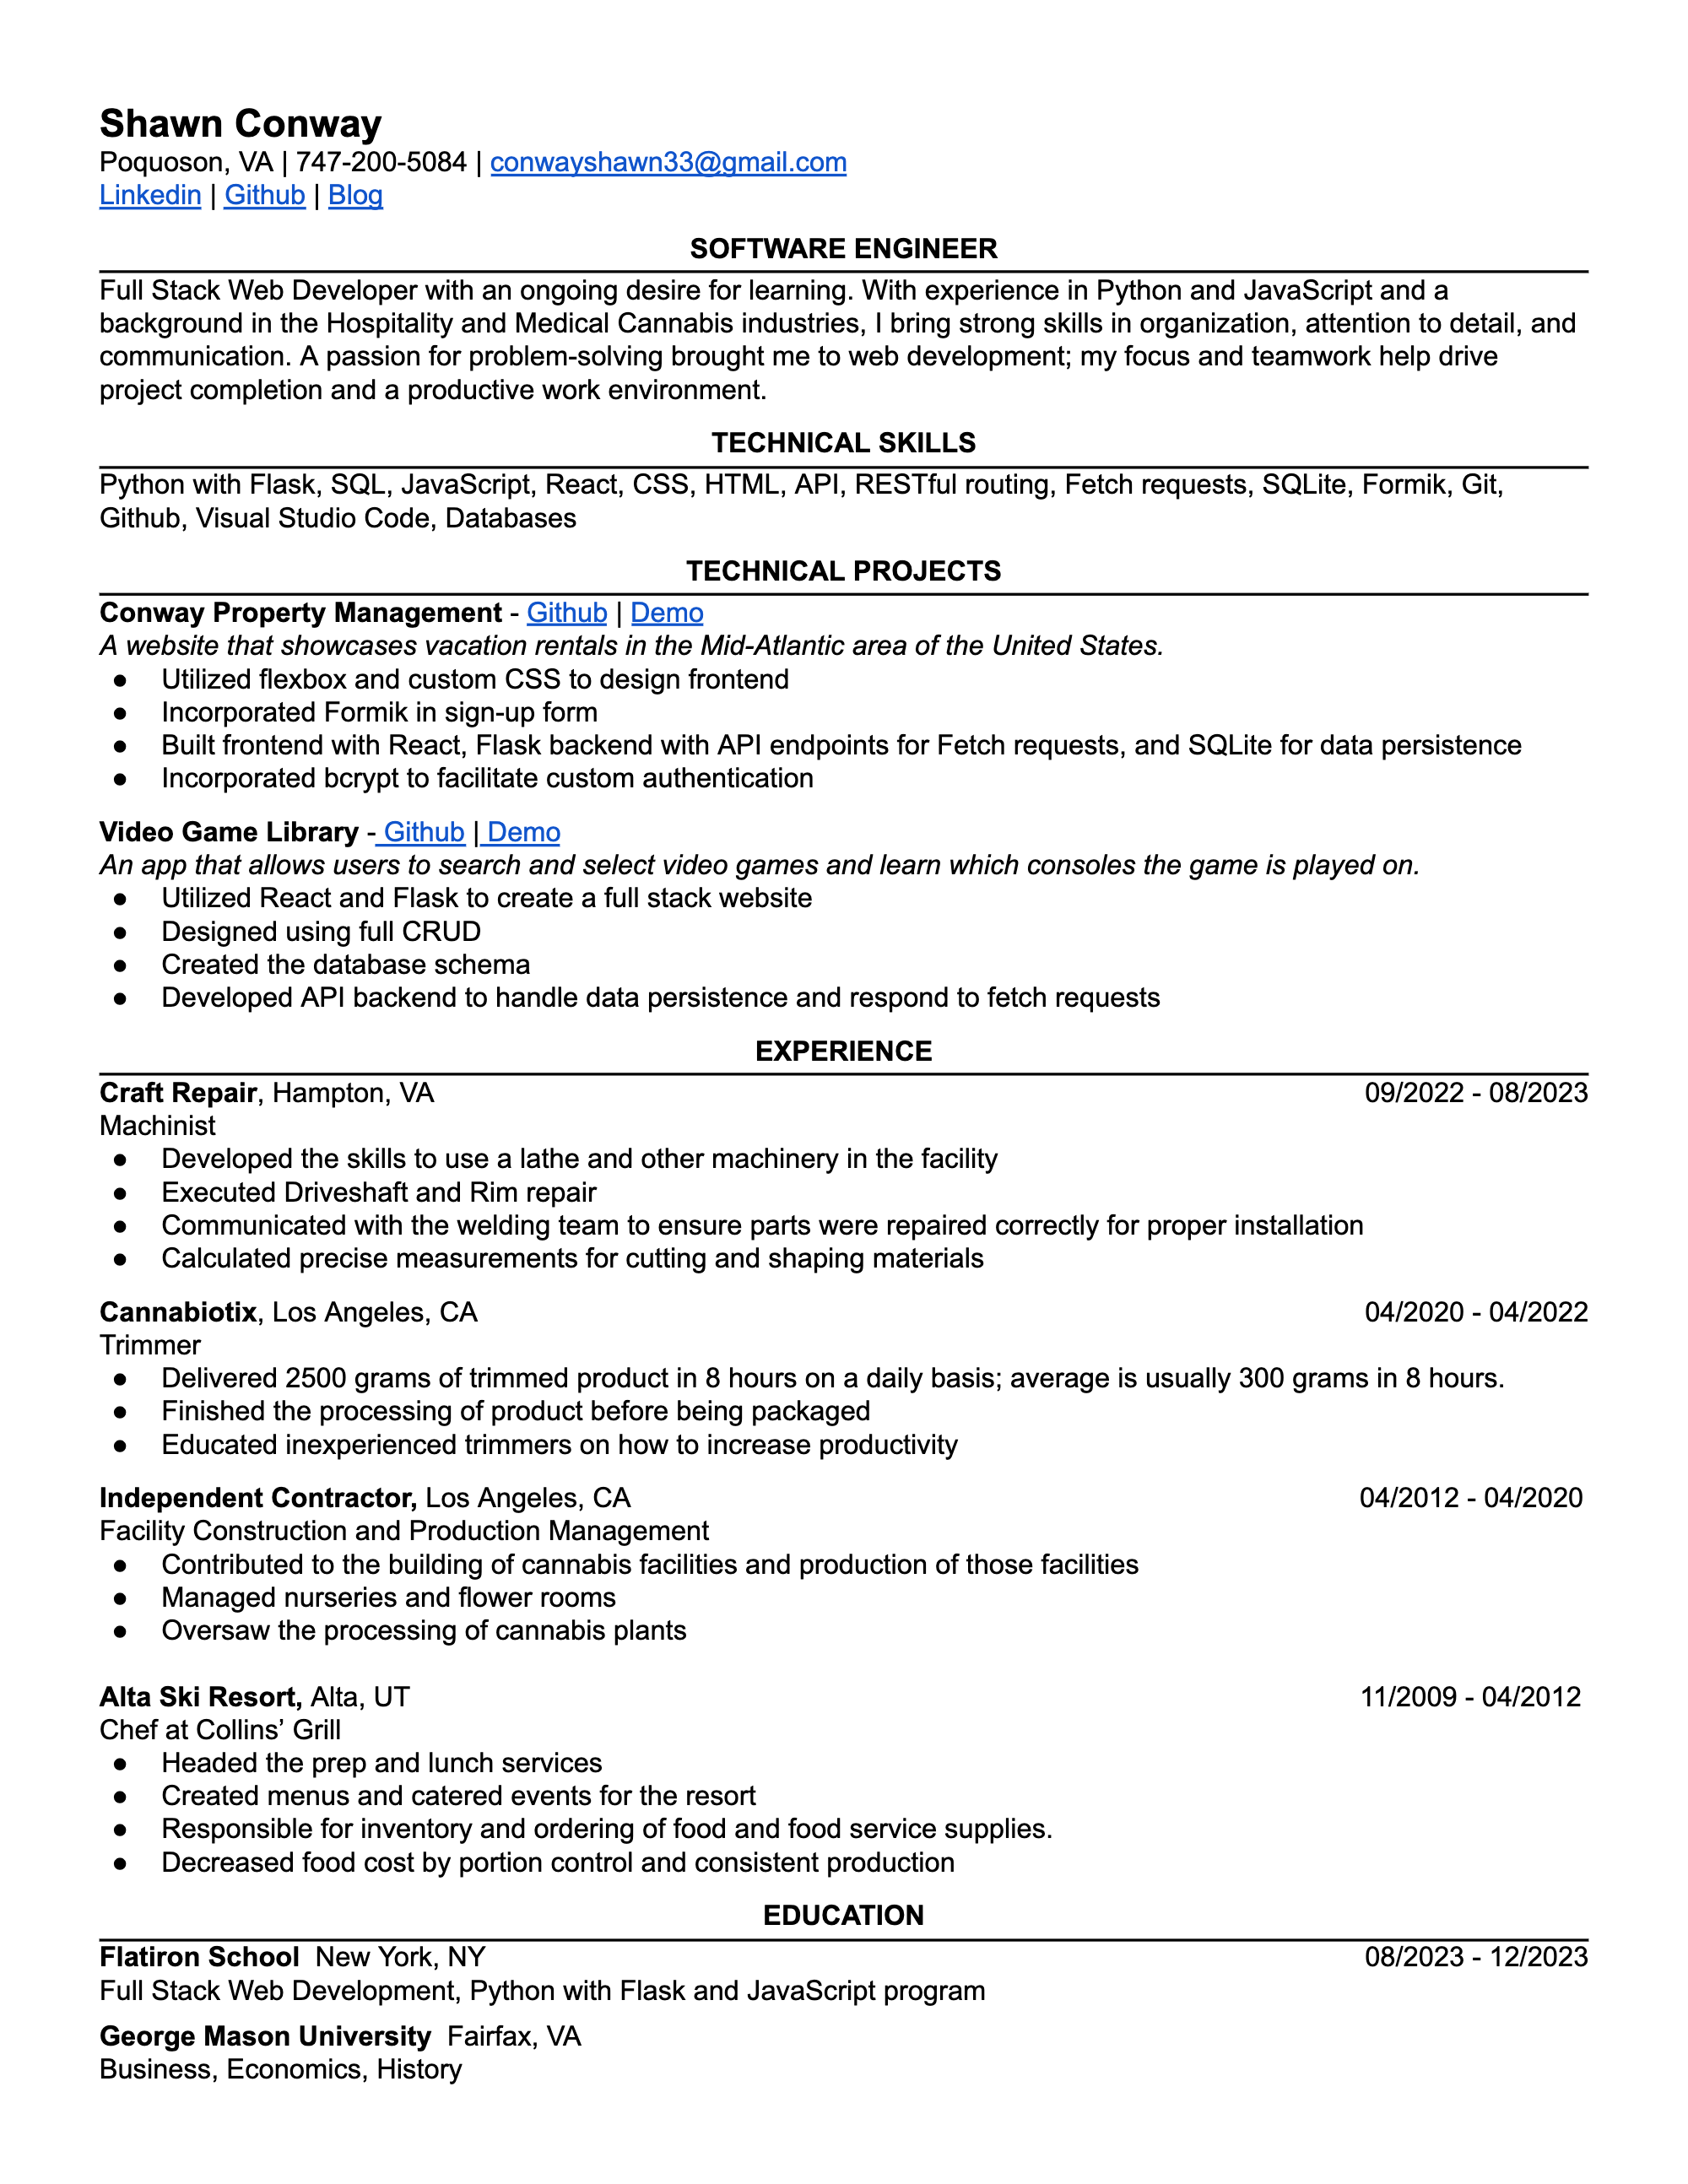 Shawn Conway
Poquoson, VA | 747-200-5084 | conwayshawn33@gmail.com
Linkedin | Github | Blog
SOFTWARE ENGINEER
Full Stack Web Developer with an ongoing desire for learning. With experience in Python and JavaScript and a
background in the Hospitality and Medical Cannabis industries, I bring strong skills in organization, attention to detail, and
communication. A passion for problem-solving brought me to web development; my focus and teamwork help drive
project completion and a productive work environment.
TECHNICAL SKILLS
Python with Flask, SQL, JavaScript, React, CSS, HTML, API, RESTful routing, Fetch requests, SQLite, Formik, Git,
Github, Visual Studio Code, Databases
TECHNICAL PROJECTS
Conway Property Management - Github | Demo
A website that showcases vacation rentals in the Mid-Atlantic area of the United States.
● Utilized flexbox and custom CSS to design frontend
● Incorporated Formik in sign-up form
● Built frontend with React, Flask backend with API endpoints for Fetch requests, and SQLite for data persistence
● Incorporated bcrypt to facilitate custom authentication
Video Game Library - Github | Demo
An app that allows users to search and select video games and learn which consoles the game is played on.
● Utilized React and Flask to create a full stack website
● Designed using full CRUD
● Created the database schema
● Developed API backend to handle data persistence and respond to fetch requests
EXPERIENCE
Craft Repair, Hampton, VA 09/2022 - 08/2023
Machinist
● Developed the skills to use a lathe and other machinery in the facility
● Executed Driveshaft and Rim repair
● Communicated with the welding team to ensure parts were repaired correctly for proper installation
● Calculated precise measurements for cutting and shaping materials
Cannabiotix, Los Angeles, CA 04/2020 - 04/2022
Trimmer
● Delivered 2500 grams of trimmed product in 8 hours on a daily basis; average is usually 300 grams in 8 hours.
● Finished the processing of product before being packaged
● Educated inexperienced trimmers on how to increase productivity
Independent Contractor, Los Angeles, CA 04/2012 - 04/2020
Facility Construction and Production Management
● Contributed to the building of cannabis facilities and production of those facilities
● Managed nurseries and flower rooms
● Oversaw the processing of cannabis plants
Alta Ski Resort, Alta, UT 11/2009 - 04/2012
Chef at Collins’ Grill
● Headed the prep and lunch services
● Created menus and catered events for the resort
● Responsible for inventory and ordering of food and food service supplies.
● Decreased food cost by portion control and consistent production
EDUCATION
Flatiron School New York, NY 08/2023 - 12/2023
Full Stack Web Development, Python with Flask and JavaScript program
George Mason University Fairfax, VA
Business, Economics, History